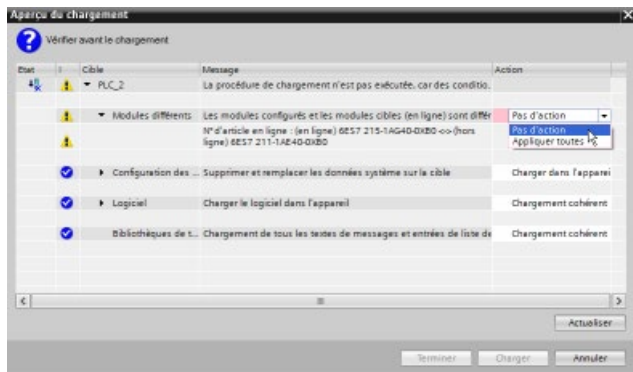 Aperçu du chargement
Vérifier avant le chargement
Etat ! Cible Message Action
PLC_2 La procédure de chargement n'est pas exécutée, car des conditio.
Modules différents Les modules configurés et les modules cibles (en ligne) sont différ Pas d'action
N° d'article en ligne : (en ligne) 6ES7 215-1AG40-0XB0 <> (hors Pas d'action
ligne) 6ES7 211-1AE40-0XB0 Appliquer toutes
Configuration des ... Supprimer et remplacer les données système sur la cible Charger dans l'apparei
Logiciel Charger le logiciel dans l'appareil Chargement cohérent
Bibliothèques de t... Chargement de tous les textes de messages et entrées de liste de Chargement cohérent
Actualiser
Terminer Charger Annuler